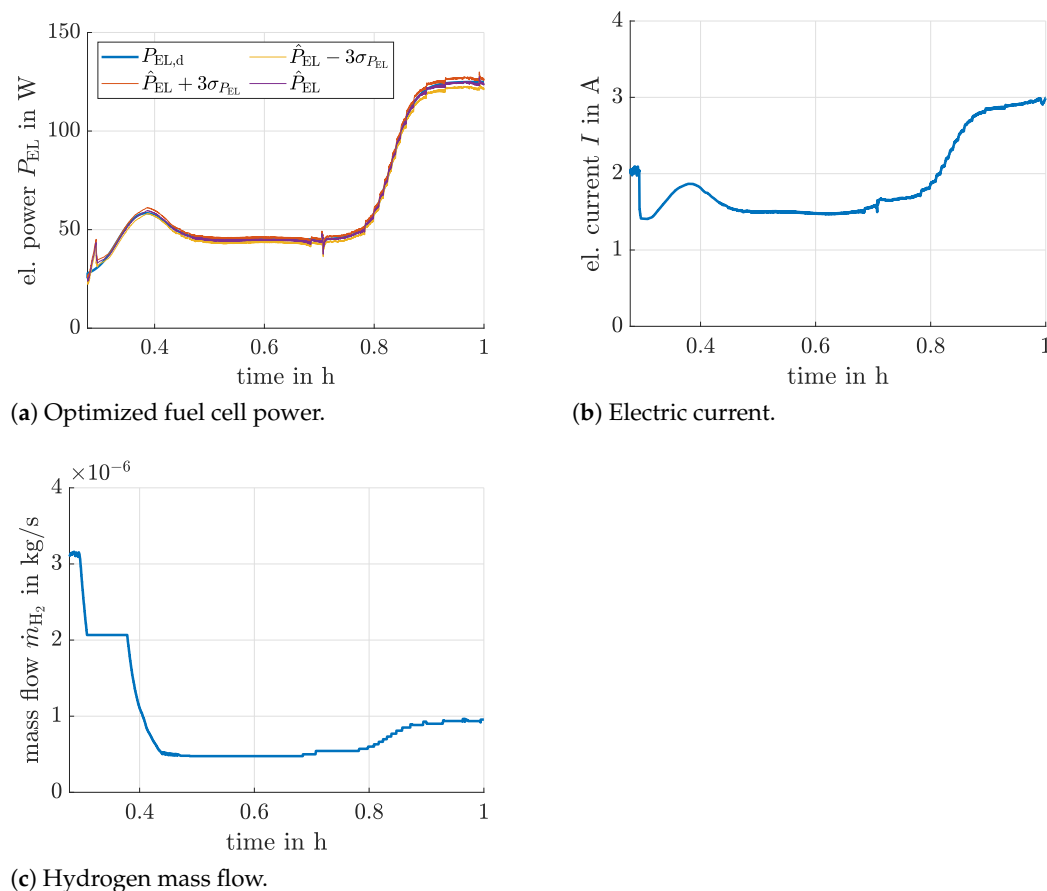 150
100
50
0
el. power P_EL in W
P_EL,d
P̂_EL − 3σ_P_EL
P̂_EL + 3σ_P_EL
P̂_EL
0.4 0.6 0.8 1
time in h
(a) Optimized fuel cell power.
4
3
2
1
0
el. current I in A
0.4 0.6 0.8 1
time in h
(b) Electric current.
×10⁻⁶
4
3
2
1
0
mass flow ṁ_H₂ in kg/s
0.4 0.6 0.8 1
time in h
(c) Hydrogen mass flow.